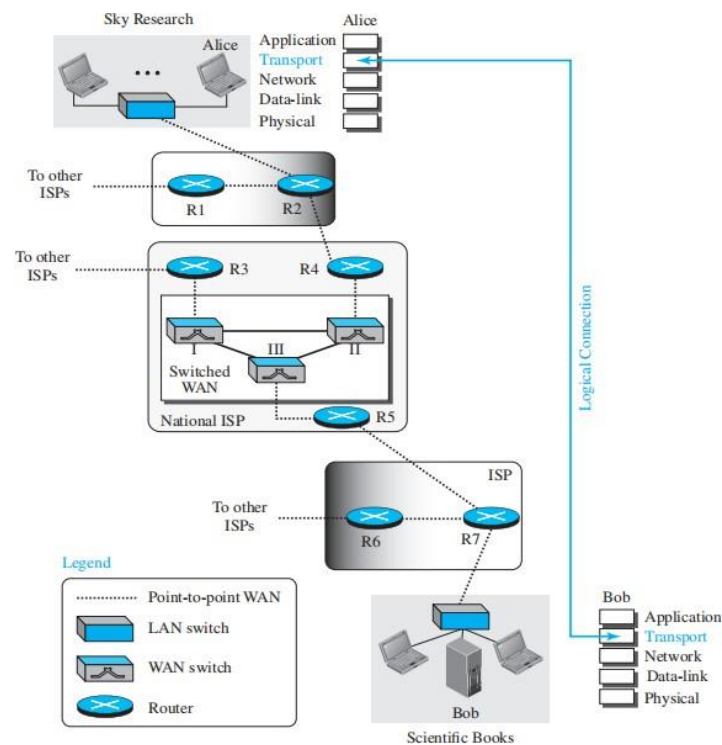 Sky Research
Alice
Alice
Application
Transport
Network
Data-link
Physical
To other
ISPs
R1
R2
To other
ISPs
R3
R4
I
III
II
Switched
WAN
National ISP
R5
Logical Connection
ISP
To other
ISPs
R6
R7
Legend
Point-to-point WAN
LAN switch
WAN switch
Router
Bob
Application
Transport
Network
Data-link
Physical
Bob
Scientific Books